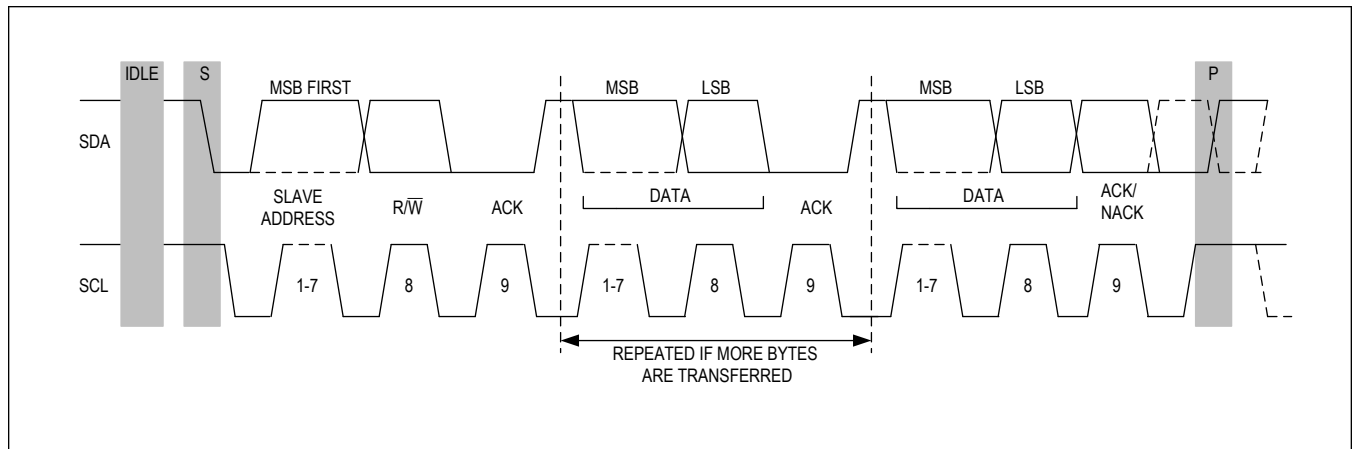 IDLE
S
P
MSB FIRST
MSB
LSB
MSB
LSB
SDA
SLAVE
ADDRESS
R/W̅
ACK
DATA
ACK
DATA
ACK/
NACK
SCL
1-7
8
9
1-7
8
9
1-7
8
9
REPEATED IF MORE BYTES
ARE TRANSFERRED